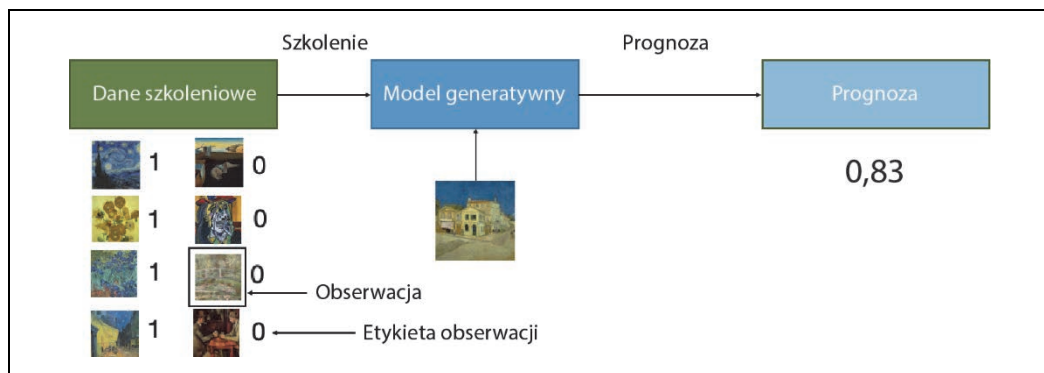 Szkolenie
Prognoza
Dane szkoleniowe
Model generatywny
Prognoza
1
0
0,83
1
0
1
0
Obserwacja
1
0
Etykieta obserwacji